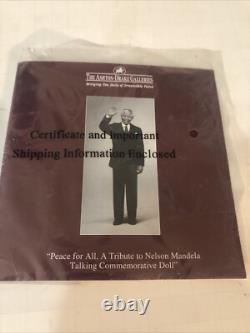 THE ASHTON-DRAKE GALLERIES
Bringing You Dolls of Irresistible Value
Certificate and Important
Shipping Information Enclosed
"Peace for All, A Tribute to Nelson Mandela
Talking Commemorative Doll"
ebay